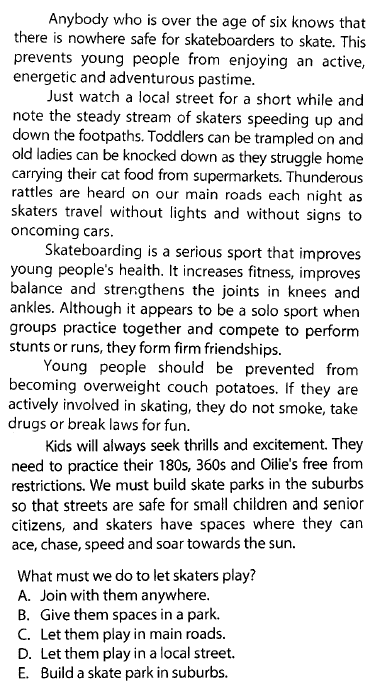 Anybody who is over the age of six knows that
there is nowhere safe for skateboarders to skate. This
prevents young people from enjoying an active,
energetic and adventurous pastime.
Just watch a local street for a short while and
note the steady stream of skaters speeding up and
down the footpaths. Toddlers can be trampled on and
old ladies can be knocked down as they struggle home
carrying their cat food from supermarkets. Thunderous
rattles are heard on our main roads each night as
skaters travel without lights and without signs to
oncoming cars.
Skateboarding is a serious sport that improves
young people's health. It increases fitness, improves
balance and strengthens the joints in knees and
ankles. Although it appears to be a solo sport when
groups practice together and compete to perform
stunts or runs, they form firm friendships.
Young people should be prevented from
becoming overweight couch potatoes. If they are
actively involved in skating, they do not smoke, take
drugs or break laws for fun.
Kids will always seek thrills and excitement. They
need to practice their 180s, 360s and Oilie's free from
restrictions. We must build skate parks in the suburbs
so that streets are safe for small children and senior
citizens, and skaters have spaces where they can
ace, chase, speed and soar towards the sun.
What must we do to let skaters play?
A. Join with them anywhere.
B. Give them spaces in a park.
C. Let them play in main roads.
D. Let them play in a local street.
E. Build a skate park in suburbs.